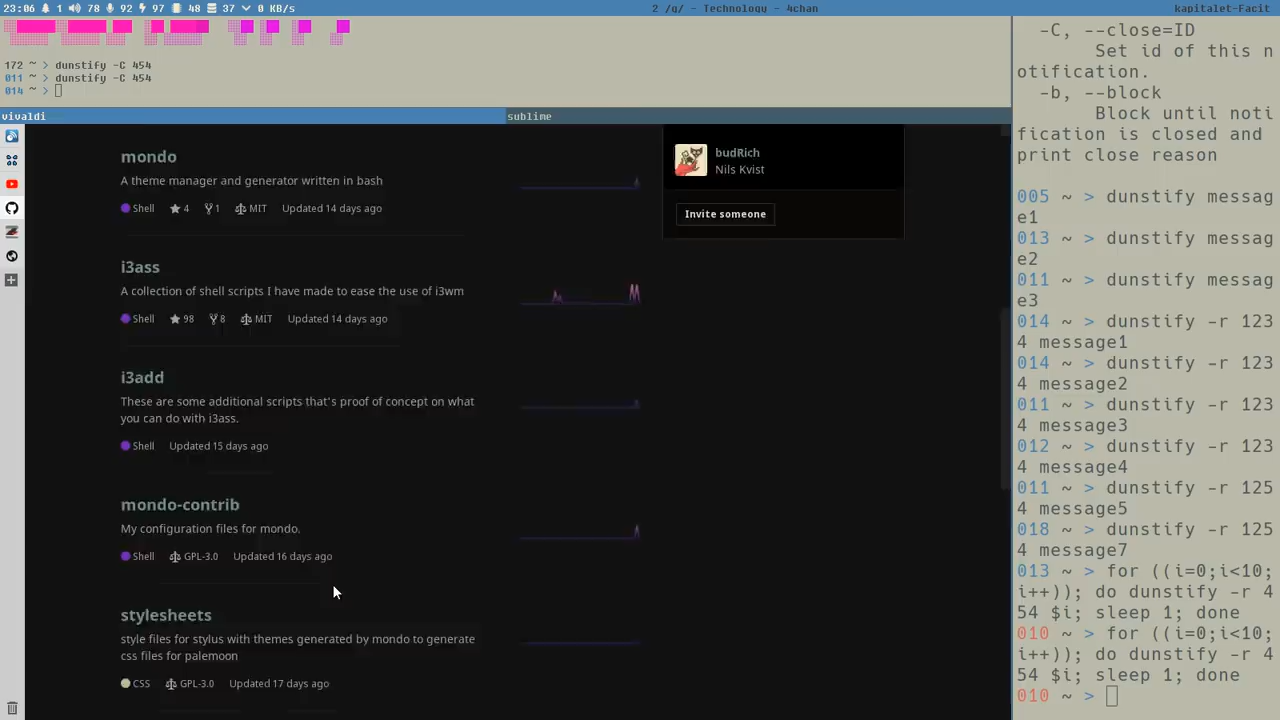 23:06 1 78 92 97 48 37 0 KB/s
2 /g/ - Technology - 4chan
kapitalet-Facit
172 ~ > dunstify -C 454
011 ~ > dunstify -C 454
014 ~ >
vivaldi
sublime
mondo
A theme manager and generator written in bash
Shell 4 1 MIT Updated 14 days ago
i3ass
A collection of shell scripts I have made to ease the use of i3wm
Shell 98 8 MIT Updated 14 days ago
i3add
These are some additional scripts that's proof of concept on what
you can do with i3ass.
Shell Updated 15 days ago
mondo-contrib
My configuration files for mondo.
Shell GPL-3.0 Updated 16 days ago
stylesheets
style files for stylus with themes generated by mondo to generate
css files for palemoon
CSS GPL-3.0 Updated 17 days ago
budRich
Nils Kvist
Invite someone
-C, --close=ID
Set id of this n
otification.
-b, --block
Block until noti
fication is closed and
print close reason
005 ~ > dunstify messag
e1
013 ~ > dunstify messag
e2
011 ~ > dunstify messag
e3
014 ~ > dunstify -r 123
4 message1
014 ~ > dunstify -r 123
4 message2
011 ~ > dunstify -r 123
4 message3
012 ~ > dunstify -r 123
4 message4
011 ~ > dunstify -r 125
4 message5
018 ~ > dunstify -r 125
4 message7
013 ~ > for ((i=0;i<10;
i++)); do dunstify -r 4
54 $i; sleep 1; done
010 ~ > for ((i=0;i<10;
i++)); do dunstify -r 4
54 $i; sleep 1; done
010 ~ >